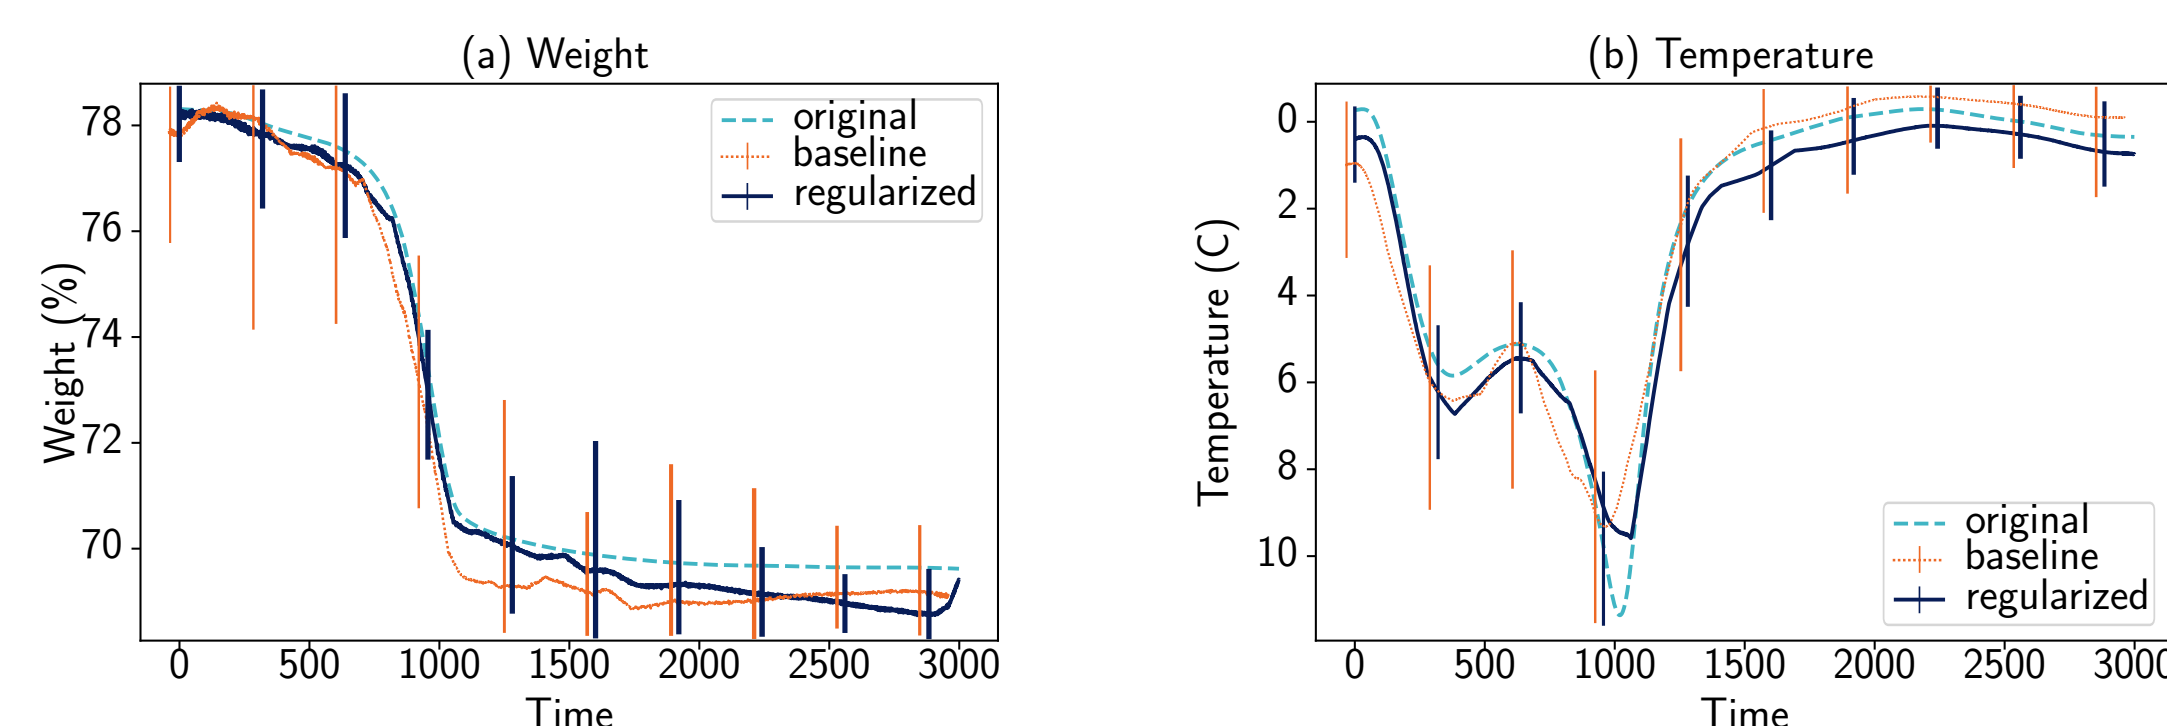 (a) Weight
Weight (%)
78
76
74
72
70
0 500 1000 1500 2000 2500 3000
Time
original
baseline
regularized
(b) Temperature
Temperature (C)
0
2
4
6
8
10
0 500 1000 1500 2000 2500 300
Time
original
baseline
regularized